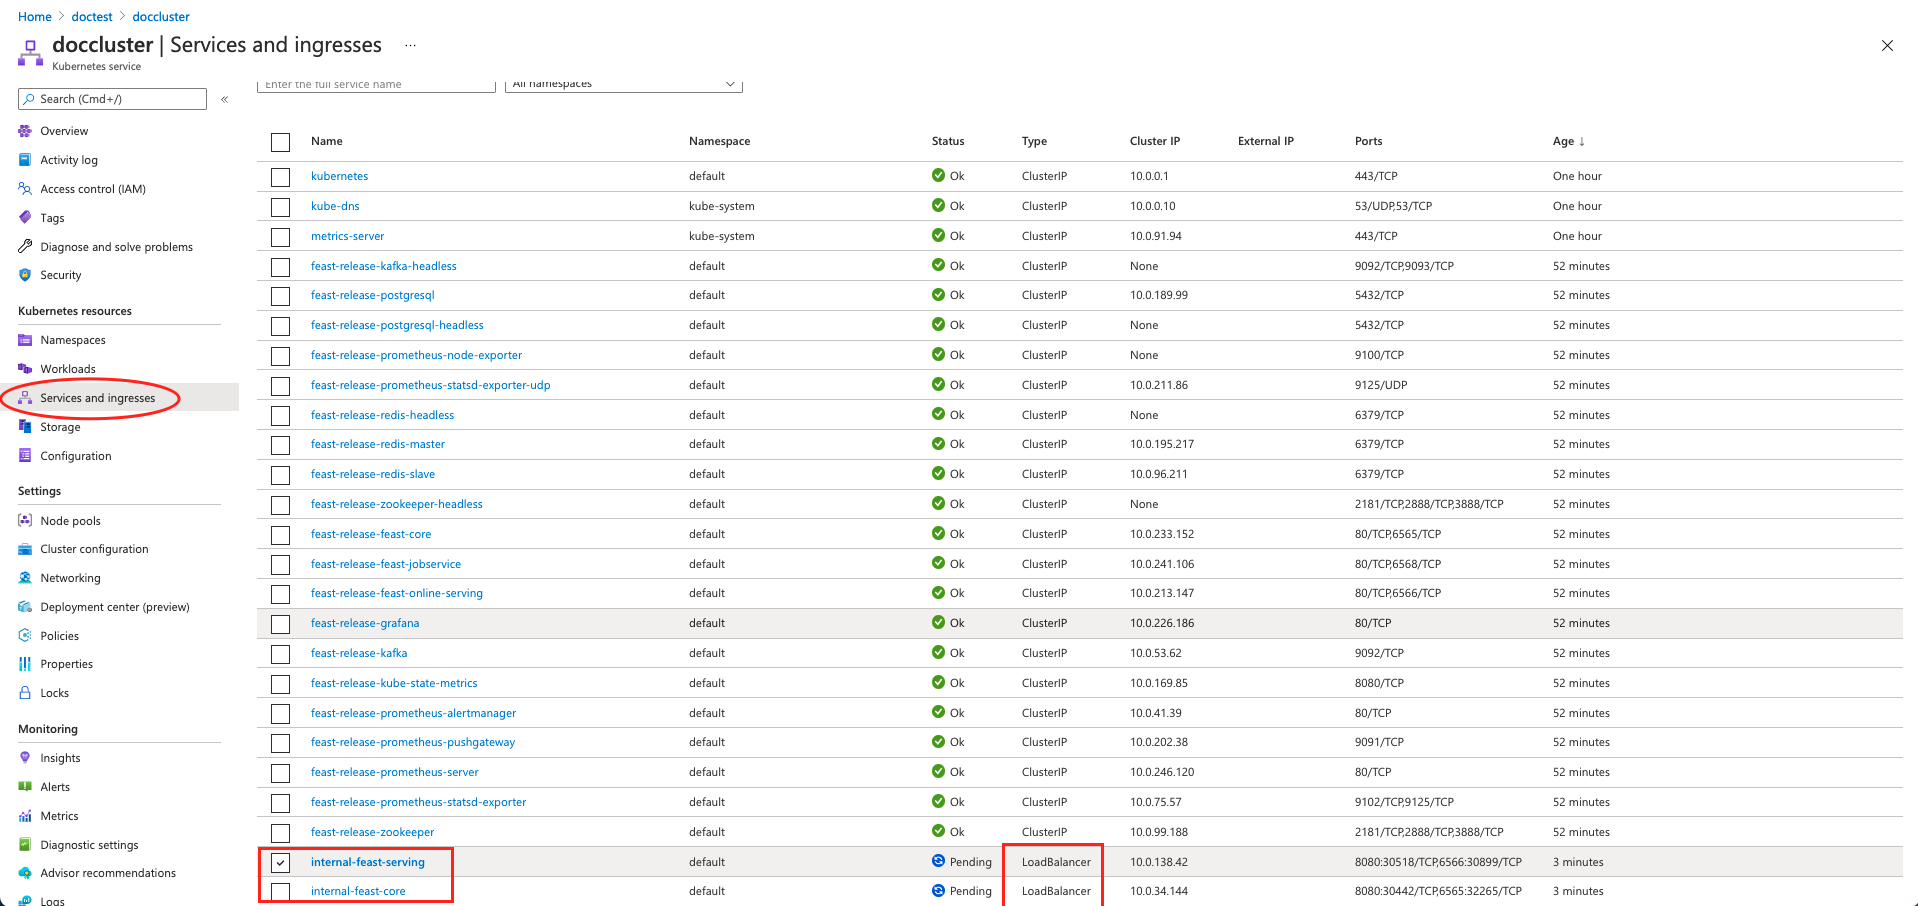 Home > doctest > doccluster
doccluster | Services and ingresses ...
Kubernetes service
Search (Cmd+/) «
Overview
Activity log
Access control (IAM)
Tags
Diagnose and solve problems
Security
Kubernetes resources
Namespaces
Workloads
Services and ingresses
Storage
Configuration
Settings
Node pools
Cluster configuration
Networking
Deployment center (preview)
Policies
Properties
Locks
Monitoring
Insights
Alerts
Metrics
Diagnostic settings
Advisor recommendations
Logs
Enter the full service name All namespaces
Name Namespace Status Type Cluster IP External IP Ports Age ↓
kubernetes default Ok ClusterIP 10.0.0.1 443/TCP One hour
kube-dns kube-system Ok ClusterIP 10.0.0.10 53/UDP,53/TCP One hour
metrics-server kube-system Ok ClusterIP 10.0.91.94 443/TCP One hour
feast-release-kafka-headless default Ok ClusterIP None 9092/TCP,9093/TCP 52 minutes
feast-release-postgresql default Ok ClusterIP 10.0.189.99 5432/TCP 52 minutes
feast-release-postgresql-headless default Ok ClusterIP None 5432/TCP 52 minutes
feast-release-prometheus-node-exporter default Ok ClusterIP None 9100/TCP 52 minutes
feast-release-prometheus-statsd-exporter-udp default Ok ClusterIP 10.0.211.86 9125/UDP 52 minutes
feast-release-redis-headless default Ok ClusterIP None 6379/TCP 52 minutes
feast-release-redis-master default Ok ClusterIP 10.0.195.217 6379/TCP 52 minutes
feast-release-redis-slave default Ok ClusterIP 10.0.96.211 6379/TCP 52 minutes
feast-release-zookeeper-headless default Ok ClusterIP None 2181/TCP,2888/TCP,3888/TCP 52 minutes
feast-release-feast-core default Ok ClusterIP 10.0.233.152 80/TCP,6565/TCP 52 minutes
feast-release-feast-jobservice default Ok ClusterIP 10.0.241.106 80/TCP,6568/TCP 52 minutes
feast-release-feast-online-serving default Ok ClusterIP 10.0.213.147 80/TCP,6566/TCP 52 minutes
feast-release-grafana default Ok ClusterIP 10.0.226.186 80/TCP 52 minutes
feast-release-kafka default Ok ClusterIP 10.0.53.62 9092/TCP 52 minutes
feast-release-kube-state-metrics default Ok ClusterIP 10.0.169.85 8080/TCP 52 minutes
feast-release-prometheus-alertmanager default Ok ClusterIP 10.0.41.39 80/TCP 52 minutes
feast-release-prometheus-pushgateway default Ok ClusterIP 10.0.202.38 9091/TCP 52 minutes
feast-release-prometheus-server default Ok ClusterIP 10.0.246.120 80/TCP 52 minutes
feast-release-prometheus-statsd-exporter default Ok ClusterIP 10.0.75.57 9102/TCP,9125/TCP 52 minutes
feast-release-zookeeper default Ok ClusterIP 10.0.99.188 2181/TCP,2888/TCP,3888/TCP 52 minutes
internal-feast-serving default Pending LoadBalancer 10.0.138.42 8080:30518/TCP,6566:30899/TCP 3 minutes
internal-feast-core default Pending LoadBalancer 10.0.34.144 8080:30442/TCP,6565:32265/TCP 3 minutes